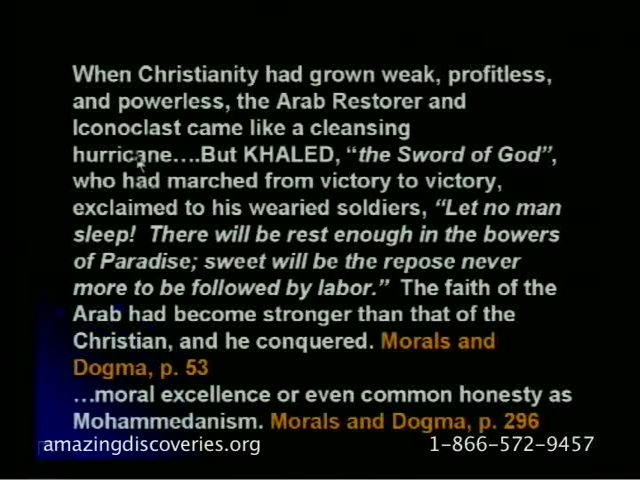 When Christianity had grown weak, profitless,
and powerless, the Arab Restorer and
Iconoclast came like a cleansing
hurricane....But KHALED, “the Sword of God”,
who had marched from victory to victory,
exclaimed to his wearied soldiers, “Let no man
sleep! There will be rest enough in the bowers
of Paradise; sweet will be the repose never
more to be followed by labor.” The faith of the
Arab had become stronger than that of the
Christian, and he conquered. Morals and
Dogma, p. 53
...moral excellence or even common honesty as
Mohammedanism. Morals and Dogma, p. 296
amazingdiscoveries.org 1-866-572-9457